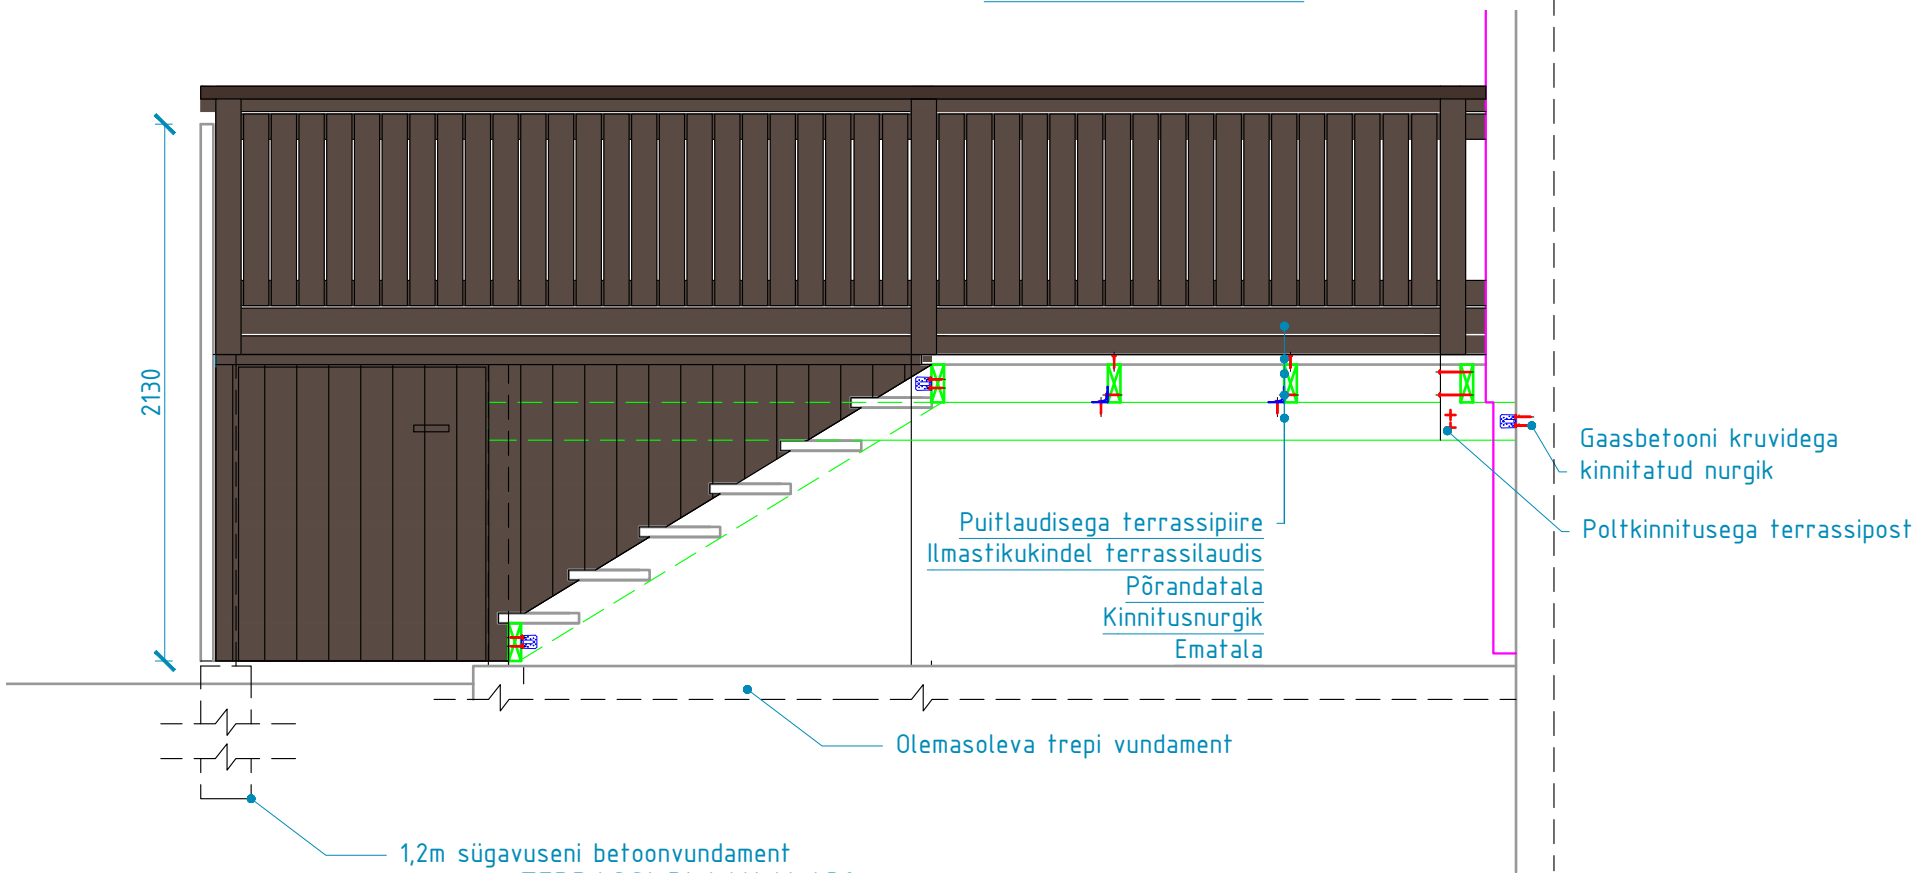 2130
Gaasbetooni kruvidega
kinnitatud nurgik
Poltkinnitusega terrassipost
Puitlaudisega terrassipiire
Ilmastikukindel terrassilaudis
Põrandatala
Kinnitusnurgik
Ematala
Olemasoleva trepi vundament
1,2m sügavuseni betoonvundament